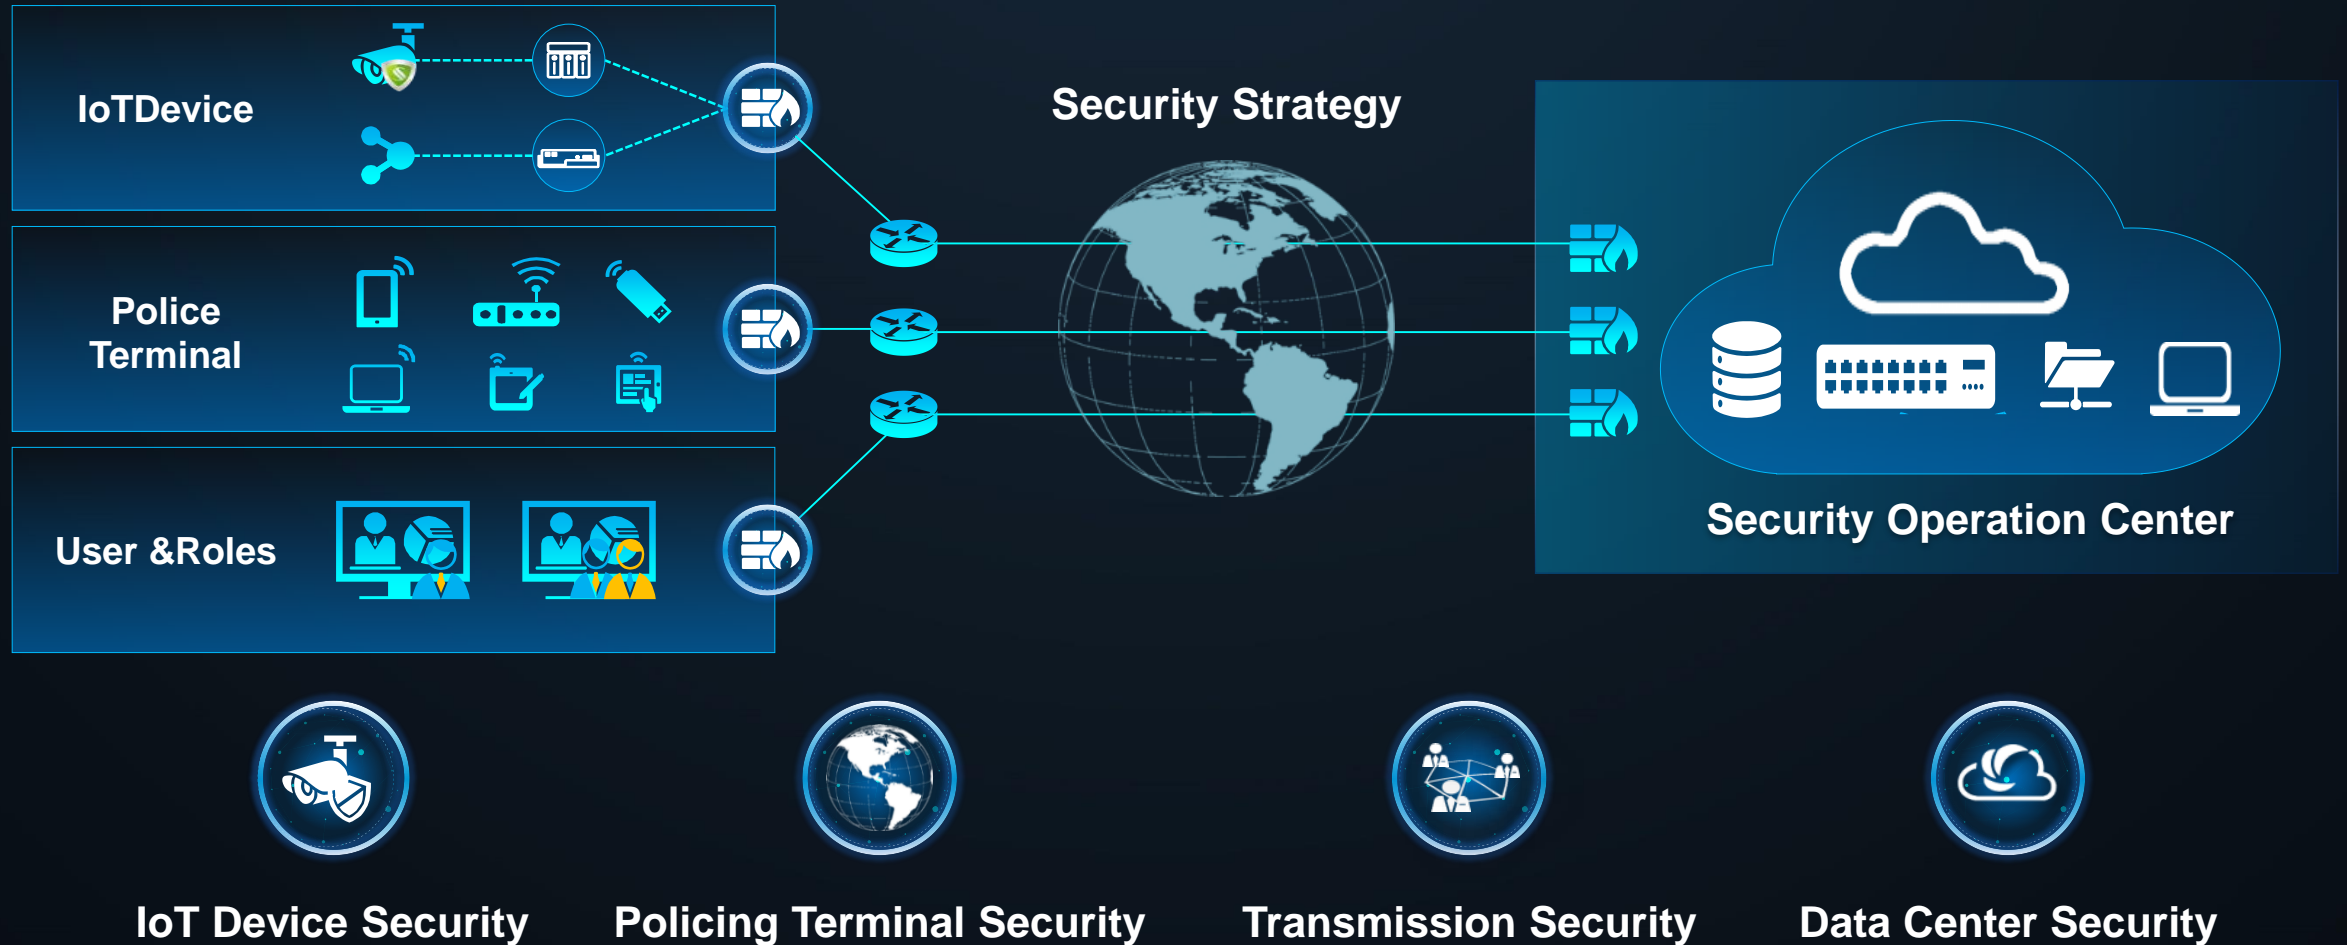 IoTDevice
Security Strategy
Police
Terminal
User &Roles
Security Operation Center
IoT Device Security
Policing Terminal Security
Transmission Security
Data Center Security